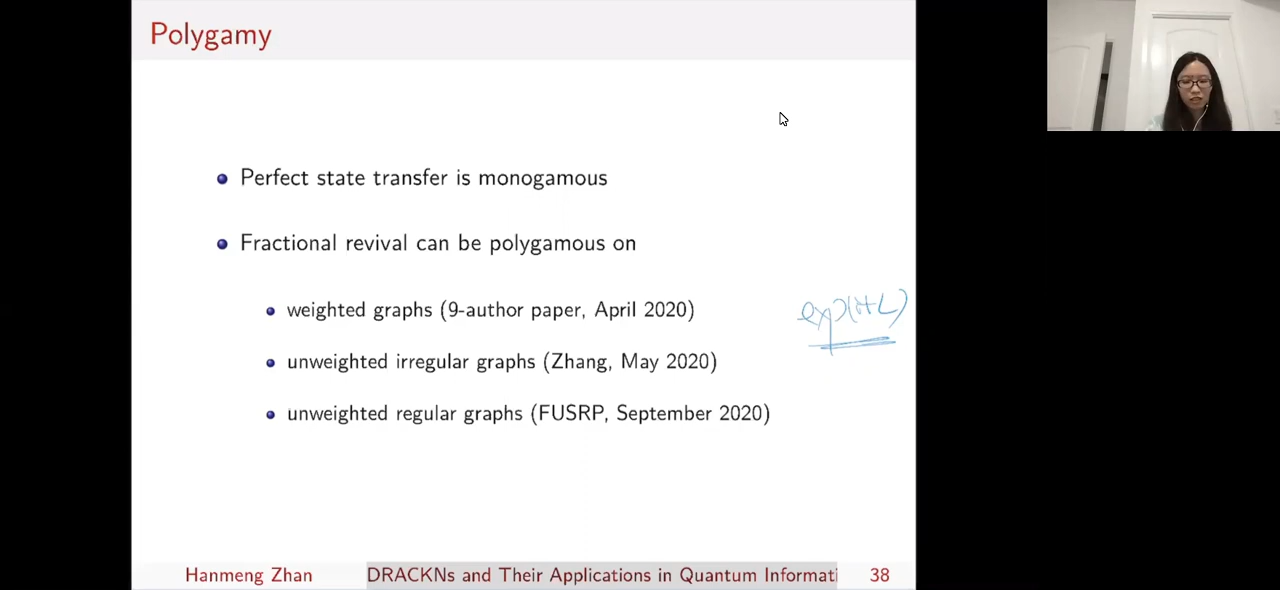 Polygamy
Perfect state transfer is monogamous
Fractional revival can be polygamous on
weighted graphs (9-author paper, April 2020)
exp(itL)
unweighted irregular graphs (Zhang, May 2020)
unweighted regular graphs (FUSRP, September 2020)
Hanmeng Zhan DRACKNs and Their Applications in Quantum Informati 38